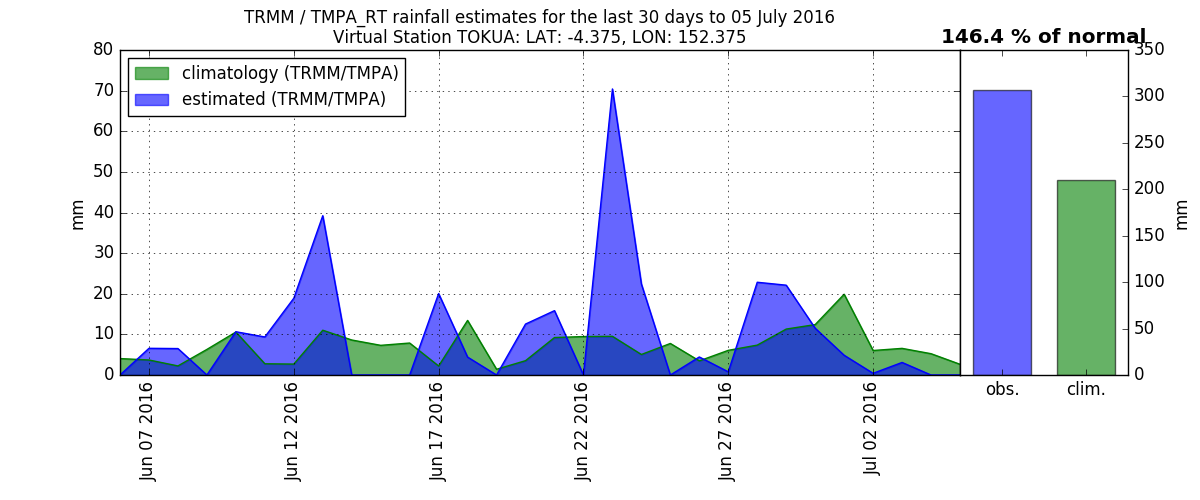 TRMM / TMPA_RT rainfall estimates for the last 30 days to 05 July 2016
Virtual Station TOKUA: LAT: -4.375, LON: 152.375
146.4 % of normal
climatology (TRMM/TMPA)
estimated (TRMM/TMPA)
mm
80
70
60
50
40
30
20
10
0
Jun 07 2016
Jun 12 2016
Jun 17 2016
Jun 22 2016
Jun 27 2016
Jul 02 2016
obs.
clim.
350
300
250
200
150
100
50
0
mm